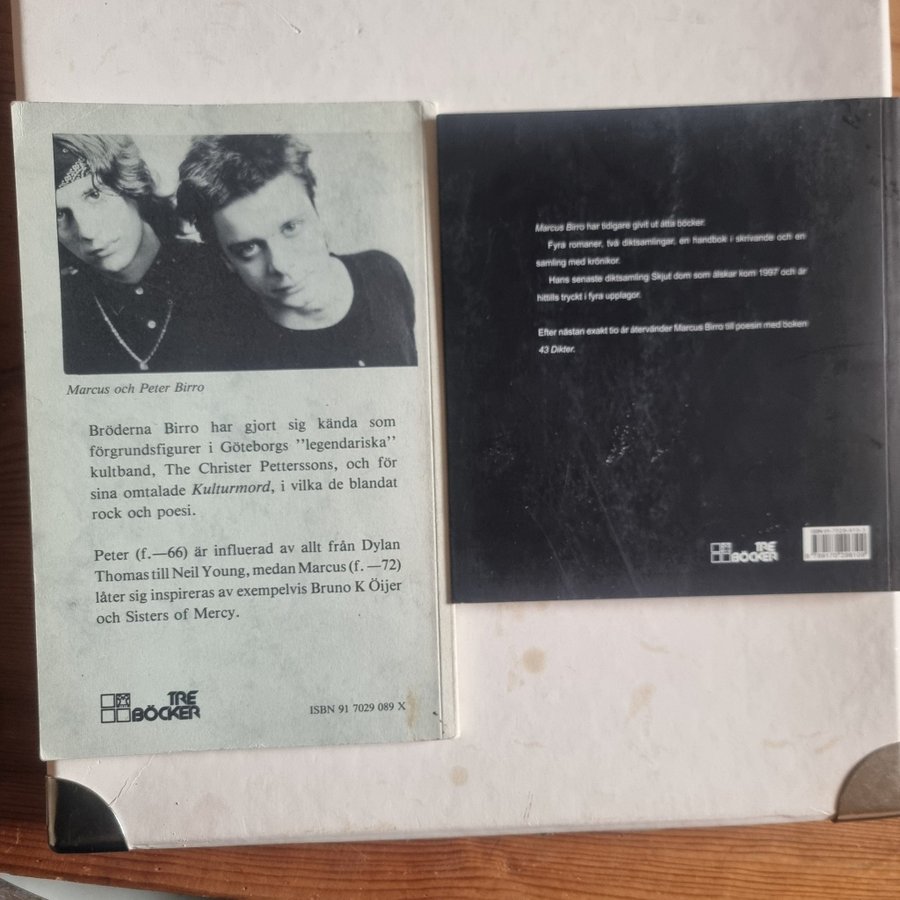 Marcus och Peter Birro
Bröderna Birro har gjort sig kända som
förgrundsfigurer i Göteborgs ''legendariska''
kultband, The Christer Petterssons, och för
sina omtalade Kulturmord, i vilka de blandat
rock och poesi.
Peter (f.—66) är influerad av allt från Dylan
Thomas till Neil Young, medan Marcus (f. —72)
låter sig inspireras av exempelvis Bruno K Öijer
och Sisters of Mercy.
TRE
BÖCKER
ISBN 91 7029 089 X
Marcus Birro har tidigare givit ut åtta böcker.
Fyra romaner, två diktsamlingar, en handbok i skrivande och en
samling med krönikor.
Hans senaste diktsamling Skjut dom som älskar kom 1997 och är
hittills tryckt i fyra upplagor.
Efter nästan exakt tio år återvänder Marcus Birro till poesin med boken
43 Dikter.
TRE
BÖCKER